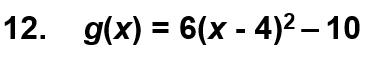 12. g(x) = 6(x - 4)² – 10